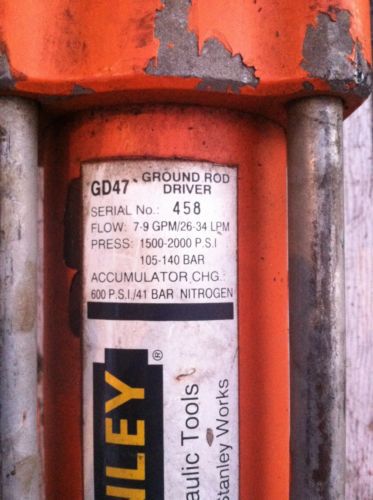 GD47 GROUND ROD
DRIVER
SERIAL No.: 458
FLOW: 7-9 GPM/26-34 LPM
PRESS: 1500-2000 P.S.I
105-140 BAR
ACCUMULATOR CHG.:
600 P.S.I./41 BAR NITROGEN
NLEY ®
aulic Tools
Stanley Works